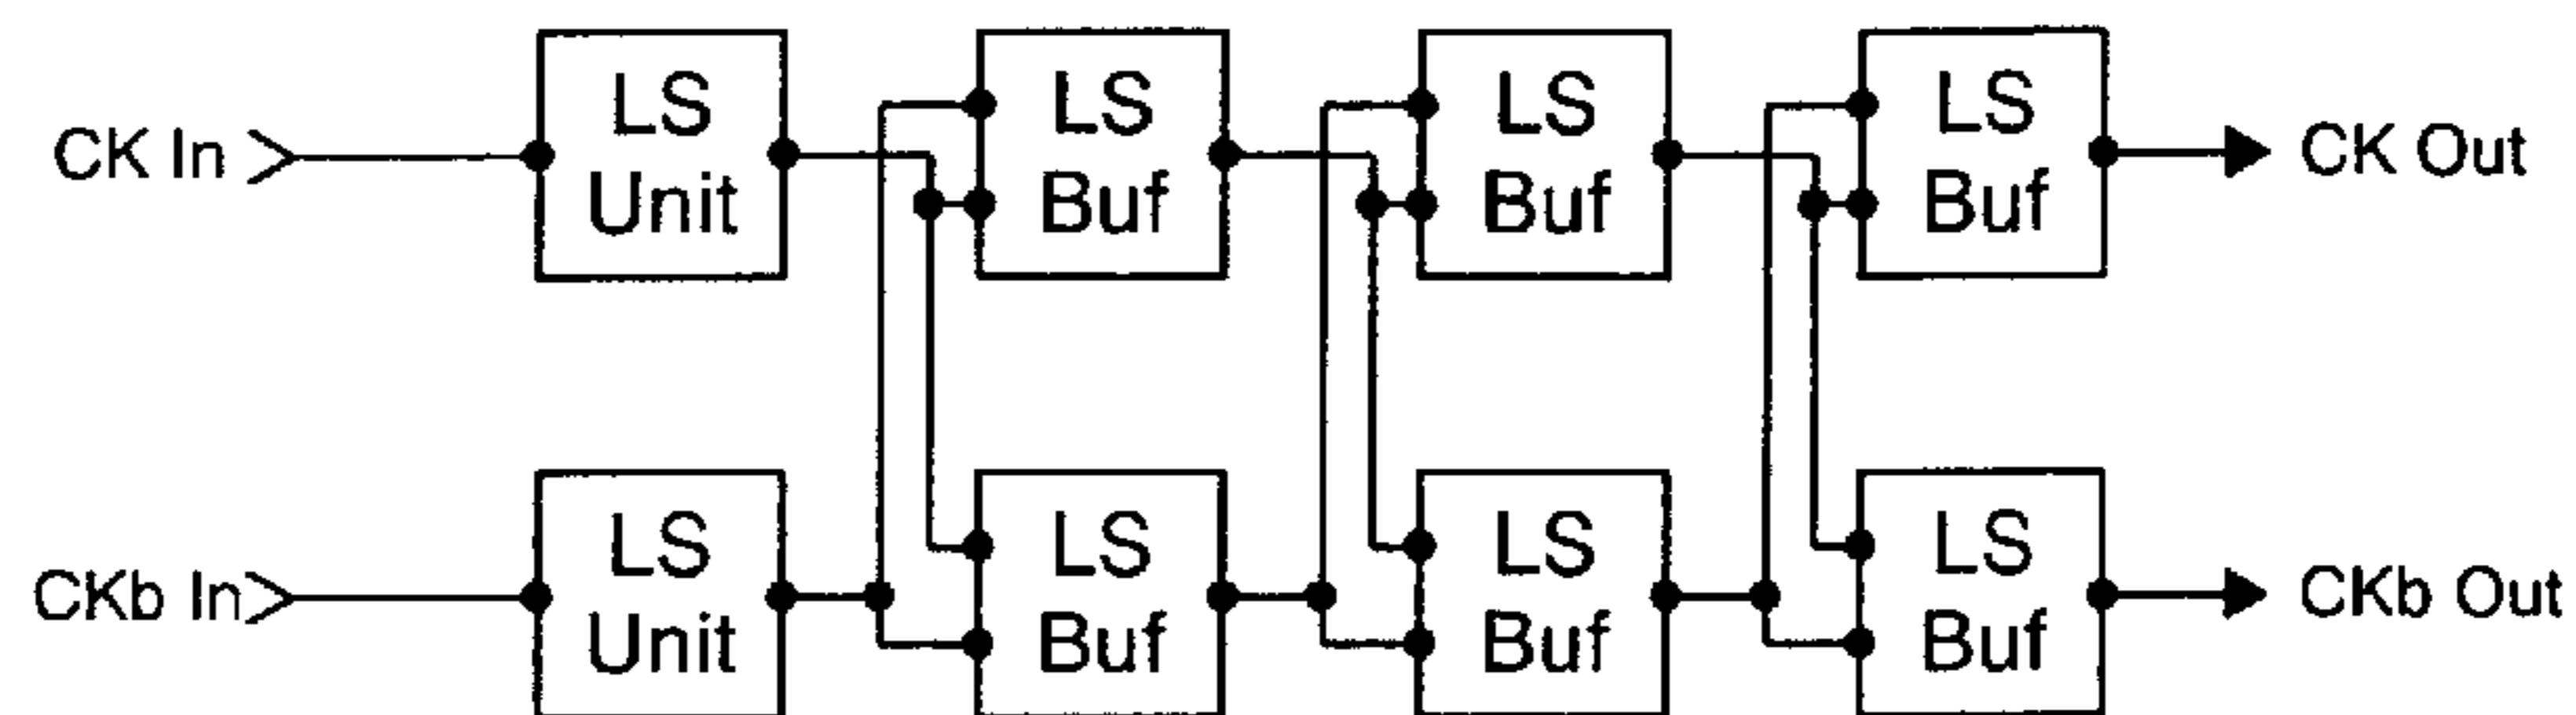 CK In
LS
Unit
LS
Buf
LS
Buf
LS
Buf
CK Out
CKb In
LS
Unit
LS
Buf
LS
Buf
LS
Buf
CKb Out